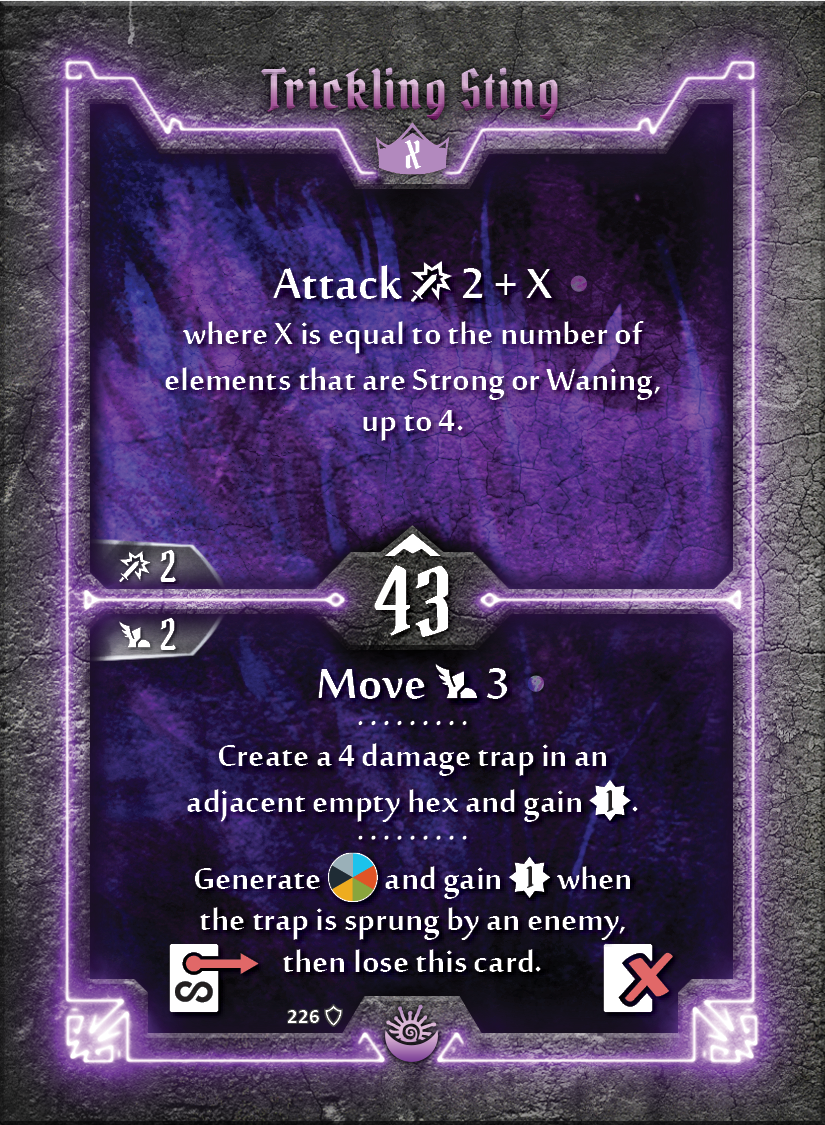 Trickling Sting
X
Attack 2 + X
where X is equal to the number of
elements that are Strong or Waning,
up to 4.
2
43
2
Move 3
Create a 4 damage trap in an
adjacent empty hex and gain 1.
Generate and gain 1 when
the trap is sprung by an enemy,
then lose this card.
S
226